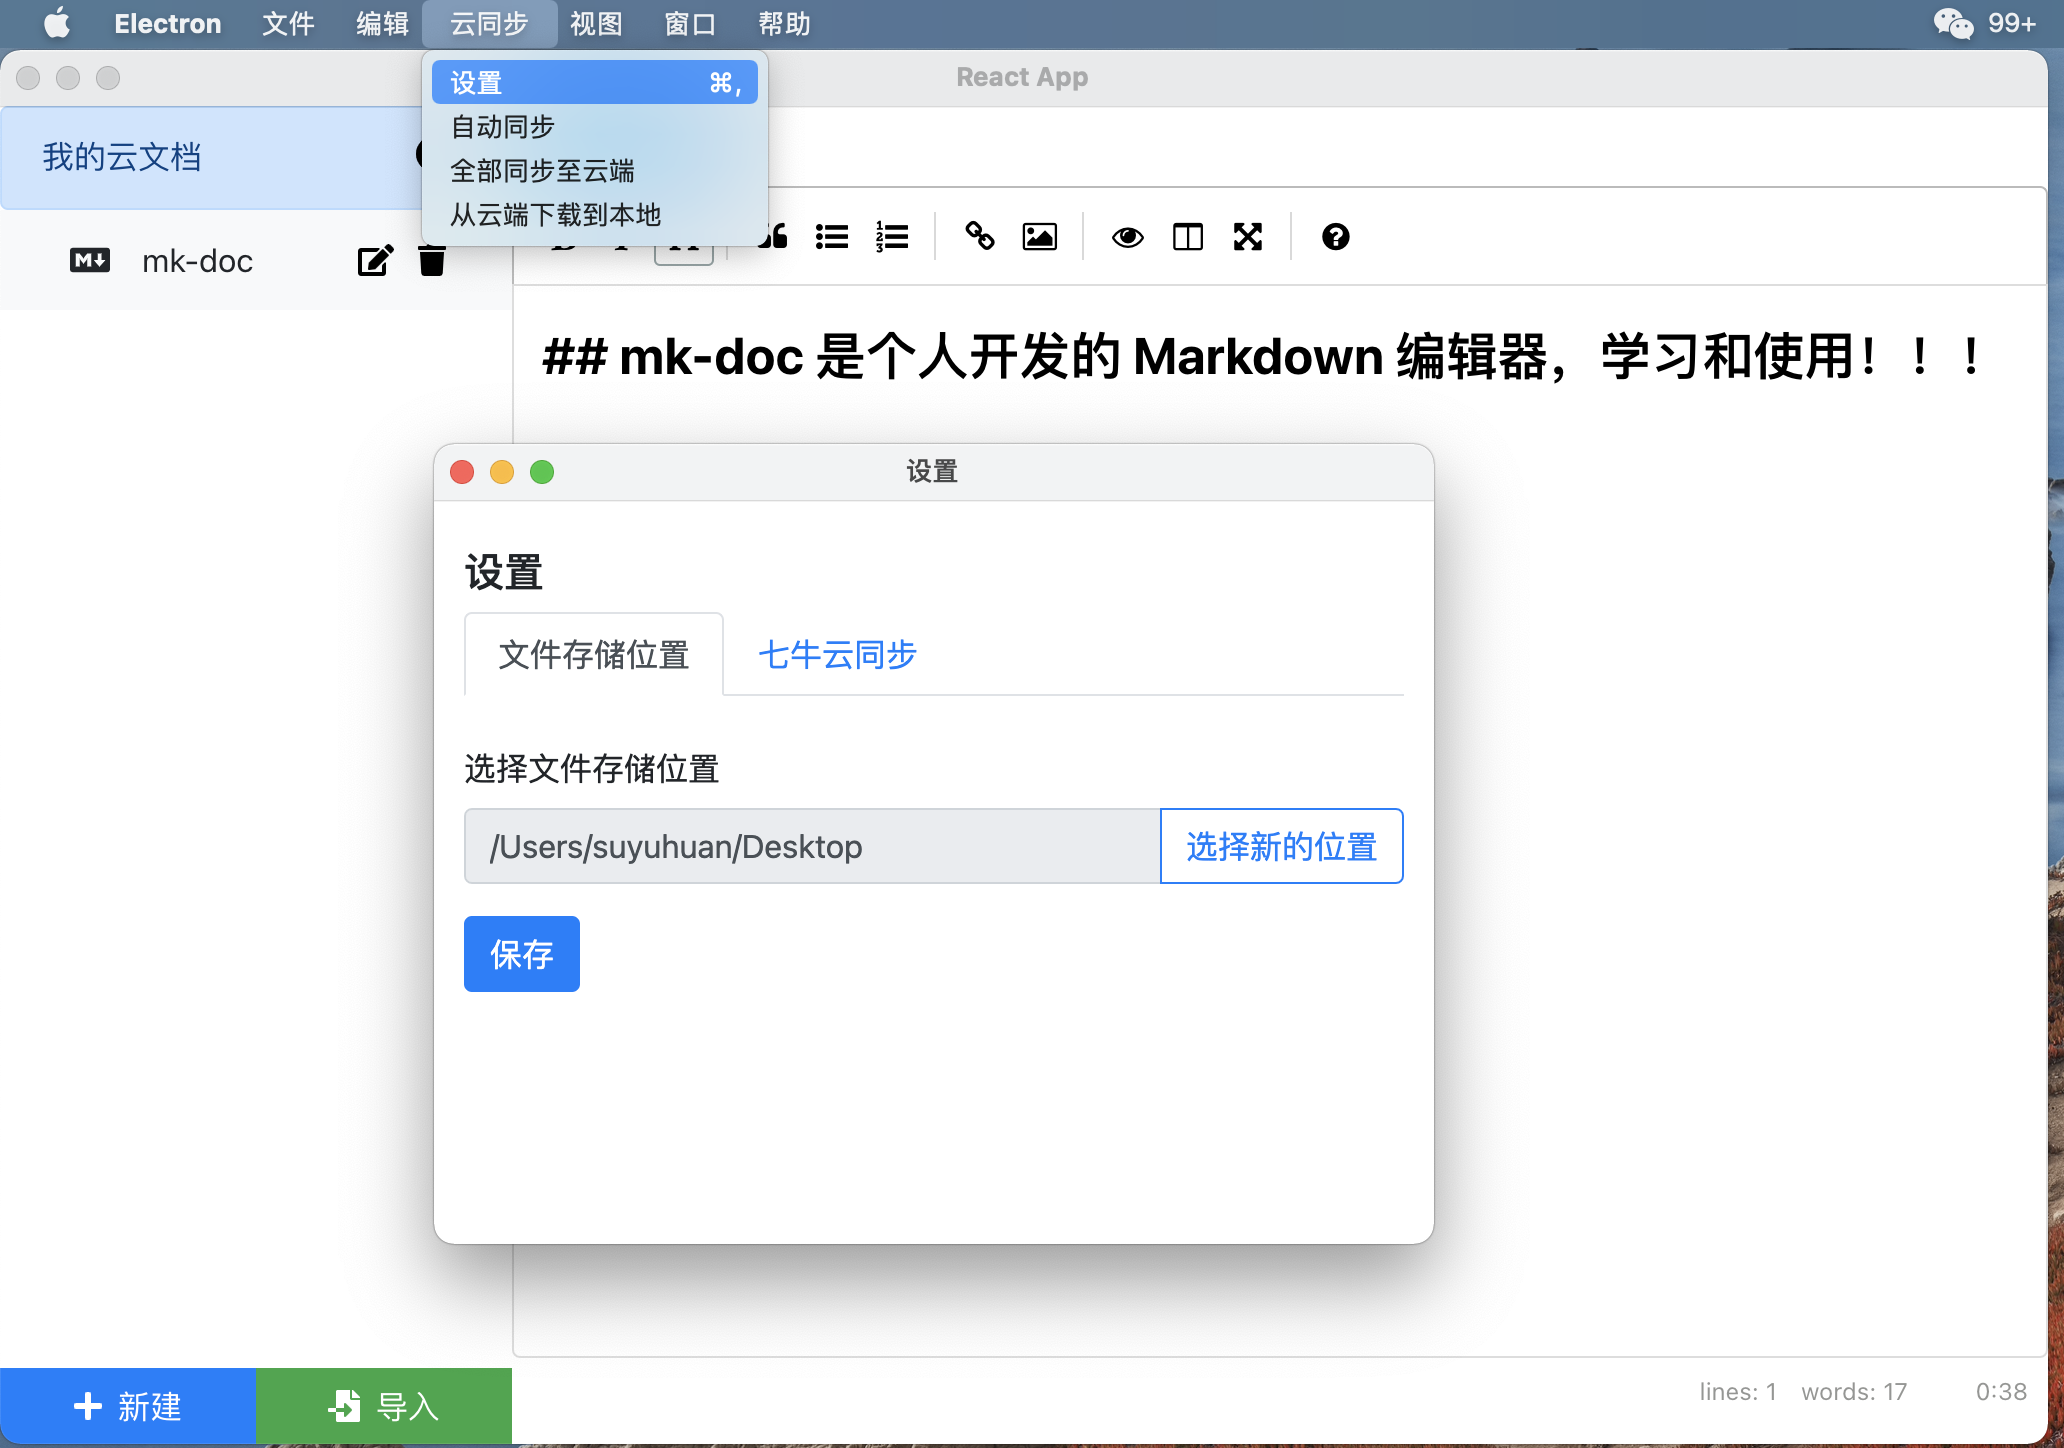 Electron 文件 编辑 云同步 视图 窗口 帮助 99+
React App
设置 ⌘,
自动同步
全部同步至云端
从云端下载到本地
我的云文档
mk-doc
## mk-doc 是个人开发的 Markdown 编辑器，学习和使用！！！
设置
设置
文件存储位置 七牛云同步
选择文件存储位置
/Users/suyuhuan/Desktop 选择新的位置
保存
新建 导入
lines: 1 words: 17 0:38